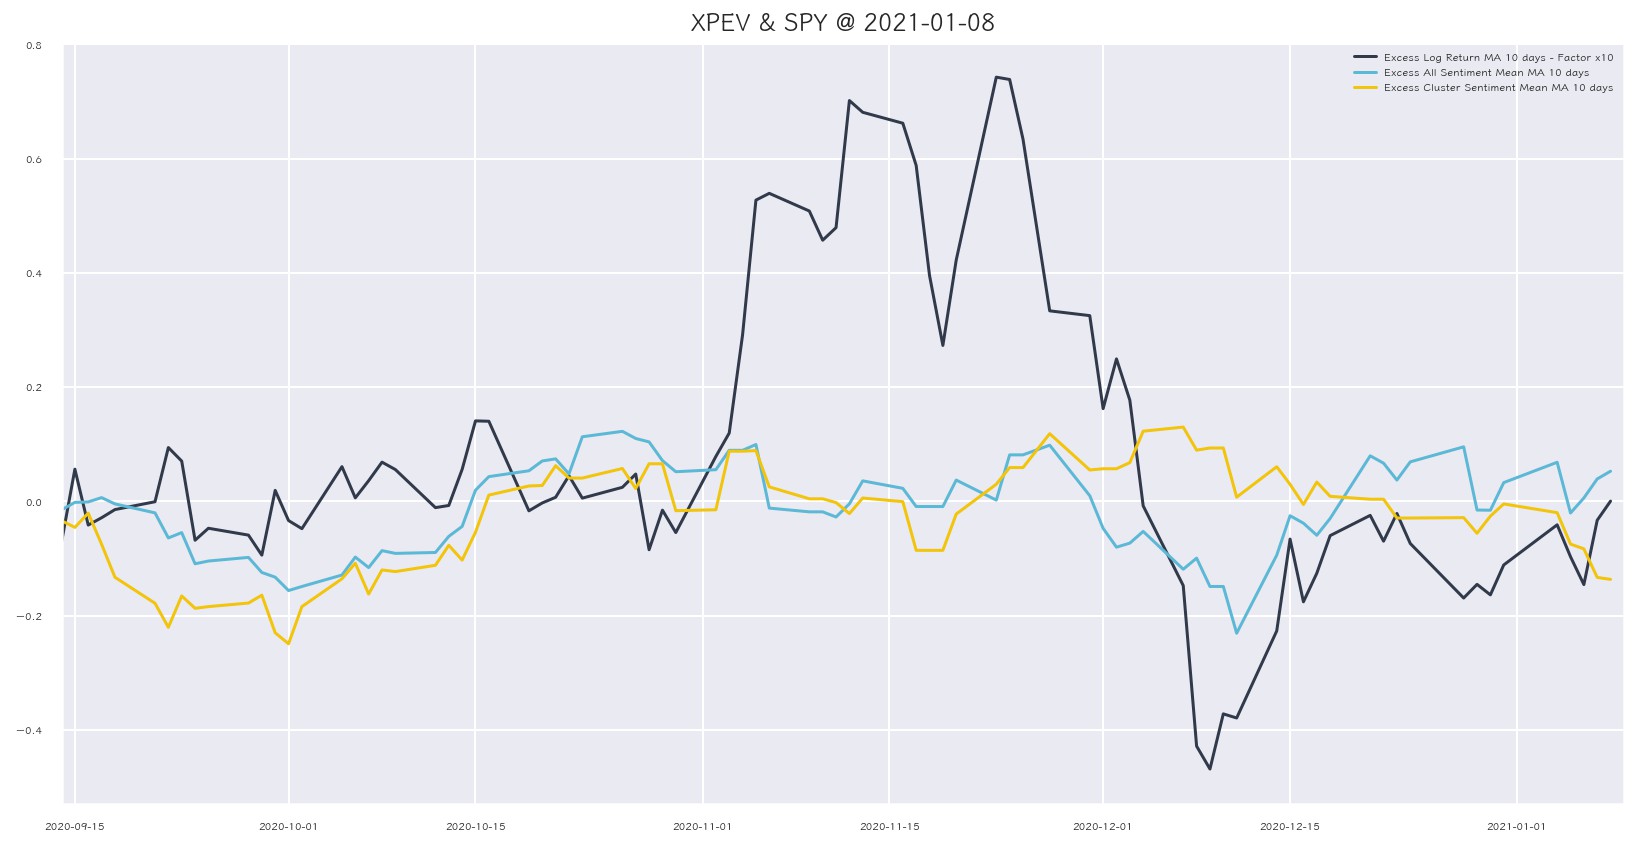 XPEV & SPY @ 2021-01-08
Excess Log Return MA 10 days - Factor x10
Excess All Sentiment Mean MA 10 days
Excess Cluster Sentiment Mean MA 10 days
0.8
0.6
0.4
0.2
0.0
−0.2
−0.4
2020-09-15 2020-10-01 2020-10-15 2020-11-01 2020-11-15 2020-12-01 2020-12-15 2021-01-01